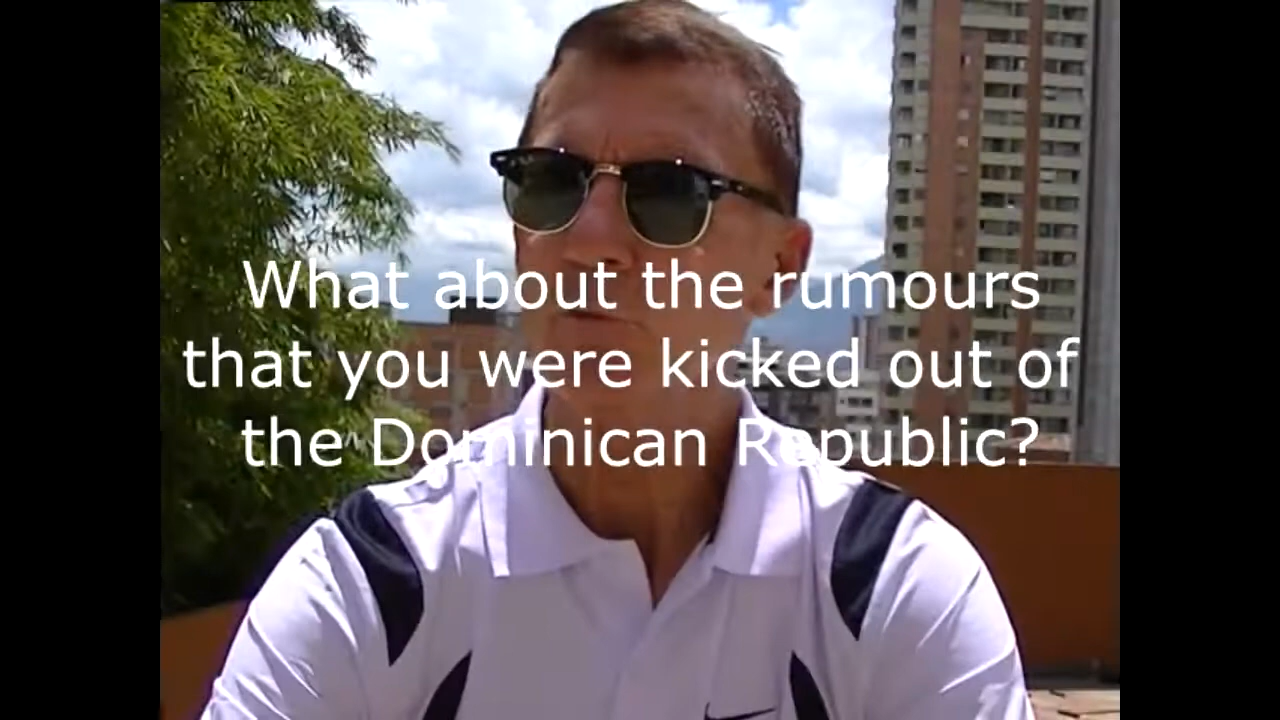 What about the rumours
that you were kicked out of
the Dominican Republic?